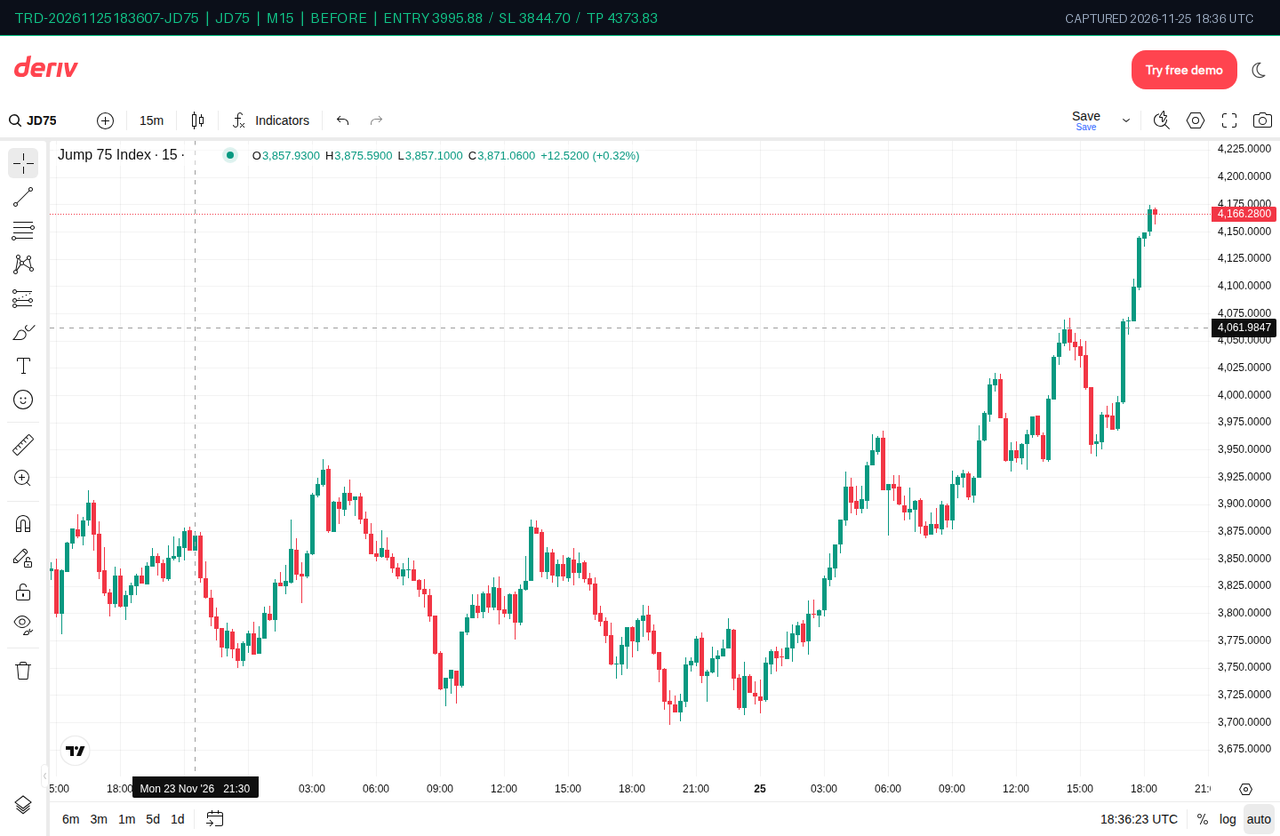 TRD-20261125183607-JD75 | JD75 | M15 | BEFORE | ENTRY 3995.88 / SL 3844.70 / TP 4373.83
CAPTURED 2026-11-25 18:36 UTC
deriv
Try free demo
JD75
15m
Indicators
Save
Save
Jump 75 Index · 15 ·
O3,857.9300 H3,875.5900 L3,857.1000 C3,871.0600 +12.5200 (+0.32%)
4,225.0000
4,200.0000
4,175.0000
4,166.2800
4,150.0000
4,125.0000
4,100.0000
4,075.0000
4,061.9847
4,050.0000
4,025.0000
4,000.0000
3,975.0000
3,950.0000
3,925.0000
3,900.0000
3,875.0000
3,850.0000
3,825.0000
3,800.0000
3,775.0000
3,750.0000
3,725.0000
3,700.0000
3,675.0000
5:00 18:00 Mon 23 Nov '26 21:30 03:00 06:00 09:00 12:00 15:00 18:00 21:00 25 03:00 06:00 09:00 12:00 15:00 18:00 21:
6m 3m 1m 5d 1d
18:36:23 UTC % log auto